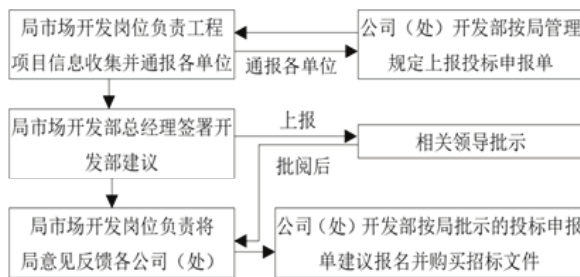 局市场开发岗位负责工程
项目信息收集并通报各单位
通报各单位
公司（处）开发部按局管理
规定上报投标申报单
局市场开发部总经理签署开
发部建议
上报
批阅后
相关领导批示
局市场开发岗位负责将
局意见反馈各公司（处）
公司（处）开发部按局批示的投标申报
单建议报名并购买招标文件